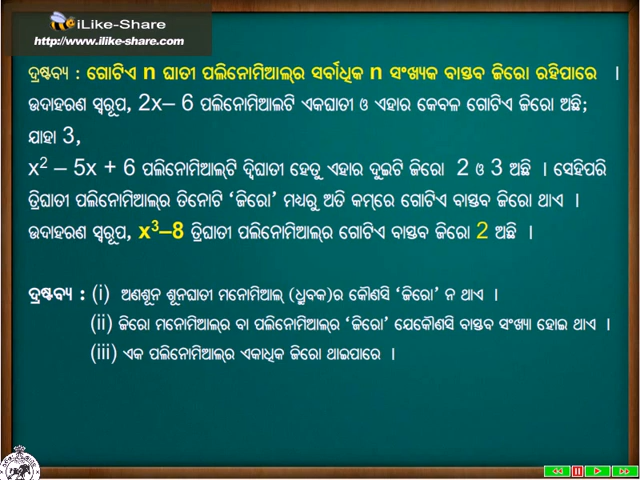 iLike-Share
http://www.ilike-share.com
ଦ୍ରଷ୍ଟବ୍ୟ : ଗୋଟିଏ n ଘାତୀ ପଲିନୋମିଆଲ୍‌ର ସର୍ବାଧିକ n ସଂଖ୍ୟକ ବାସ୍ତବ ଜିରୋ ରହିପାରେ ।
ଉଦାହରଣ ସ୍ୱରୂପ, 2x– 6 ପଲିନୋମିଆଲଟି ଏକଘାତୀ ଓ ଏହାର କେବଳ ଗୋଟିଏ ଜିରୋ ଅଛି;
ଯାହା 3,
x² – 5x + 6 ପଲିନୋମିଆଲ୍‌ଟି ଦ୍ୱିଘାତୀ ହେତୁ ଏହାର ଦୁଇଟି ଜିରୋ 2 ଓ 3 ଅଛି । ସେହିପରି
ତ୍ରିଘାତୀ ପଲିନୋମିଆଲ୍‌ର ତିନୋଟି ‘ଜିରୋ’ ମଧ୍ୟରୁ ଅତି କମ୍‌ରେ ଗୋଟିଏ ବାସ୍ତବ ଜିରୋ ଥାଏ ।
ଉଦାହରଣ ସ୍ୱରୂପ, x³–8 ତ୍ରିଘାତୀ ପଲିନୋମିଆଲ୍‌ର ଗୋଟିଏ ବାସ୍ତବ ଜିରୋ 2 ଅଛି ।
ଦ୍ରଷ୍ଟବ୍ୟ : (i) ଅଣଶୂନ ଶୂନଘାତୀ ମନୋମିଆଲ୍ (ଧ୍ରୁବକ)ର କୌଣସି ‘ଜିରୋ’ ନ ଥାଏ ।
(ii) ଜିରୋ ମନୋମିଆଲ୍‌ର ବା ପଲିନୋମିଆଲ୍‌ର ‘ଜିରୋ’ ଯେକୌଣସି ବାସ୍ତବ ସଂଖ୍ୟା ହୋଇ ଥାଏ ।
(iii) ଏକ ପଲିନୋମିଆଲ୍‌ର ଏକାଧିକ ଜିରୋ ଥାଇପାରେ ।